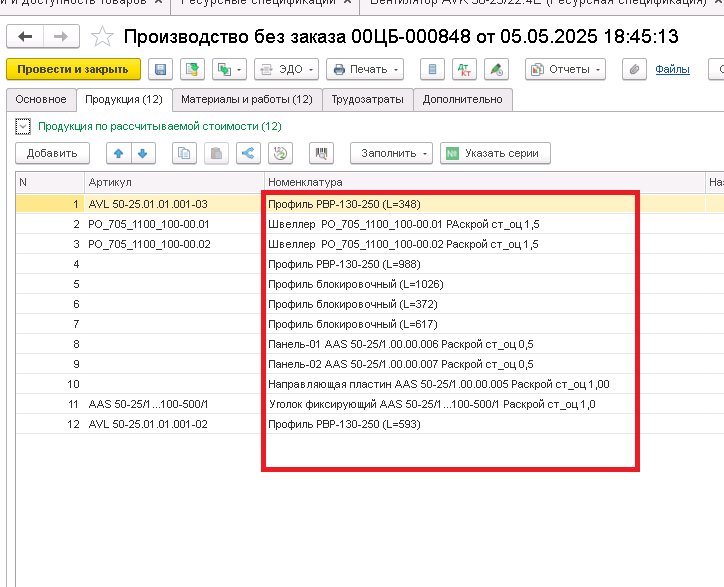 и и доступность товаров × Ресурсные спецификации × Вентилятор AVK 50-25/22.4E (Ресурсная спецификация) ×
Производство без заказа 00ЦБ-000848 от 05.05.2025 18:45:13
Провести и закрыть ЭДО Печать Дт Кт Отчеты Файлы
Основное Продукция (12) Материалы и работы (12) Трудозатраты Дополнительно
Продукция по рассчитываемой стоимости (12)
Добавить Заполнить № Указать серии
N Артикул Номенклатура Наз
1 AVL 50-25.01.01.001-03 Профиль PBP-130-250 (L=348)
2 PO_705_1100_100-00.01 Швеллер PO_705_1100_100-00.01 РАскрой ст_оц 1,5
3 PO_705_1100_100-00.02 Швеллер PO_705_1100_100-00.02 Раскрой ст_оц 1,5
4 Профиль PBP-130-250 (L=988)
5 Профиль блокировочный (L=1026)
6 Профиль блокировочный (L=372)
7 Профиль блокировочный (L=617)
8 Панель-01 AAS 50-25/1.00.00.006 Раскрой ст_оц 0,5
9 Панель-02 AAS 50-25/1.00.00.007 Раскрой ст_оц 0,5
10 Направляющая пластин AAS 50-25/1.00.00.005 Раскрой ст_оц 1,00
11 AAS 50-25/1...100-500/1 Уголок фиксирующий AAS 50-25/1...100-500/1 Раскрой ст_оц 1,0
12 AVL 50-25.01.01.001-02 Профиль PBP-130-250 (L=593)